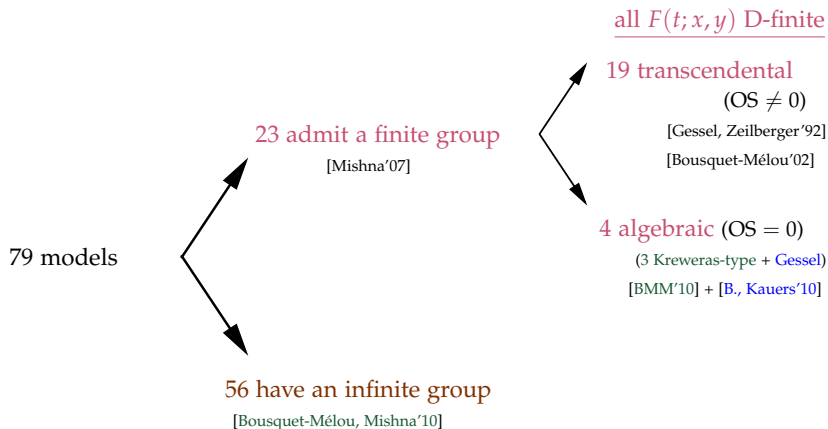 all F(t; x, y) D-finite
19 transcendental
(OS ≠ 0)
[Gessel, Zeilberger'92]
[Bousquet-Mélou'02]
23 admit a finite group
[Mishna'07]
4 algebraic (OS = 0)
(3 Kreweras-type + Gessel)
[BMM'10] + [B., Kauers'10]
79 models
56 have an infinite group
[Bousquet-Mélou, Mishna'10]